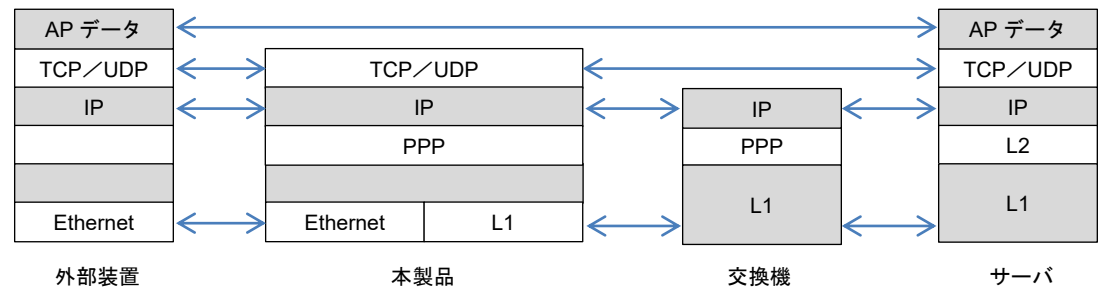 AP データ
AP データ
TCP／UDP
TCP／UDP
TCP／UDP
IP
IP
IP
IP
PPP
PPP
L2
L1
L1
Ethernet
Ethernet
L1
外部装置
本製品
交換機
サーバ